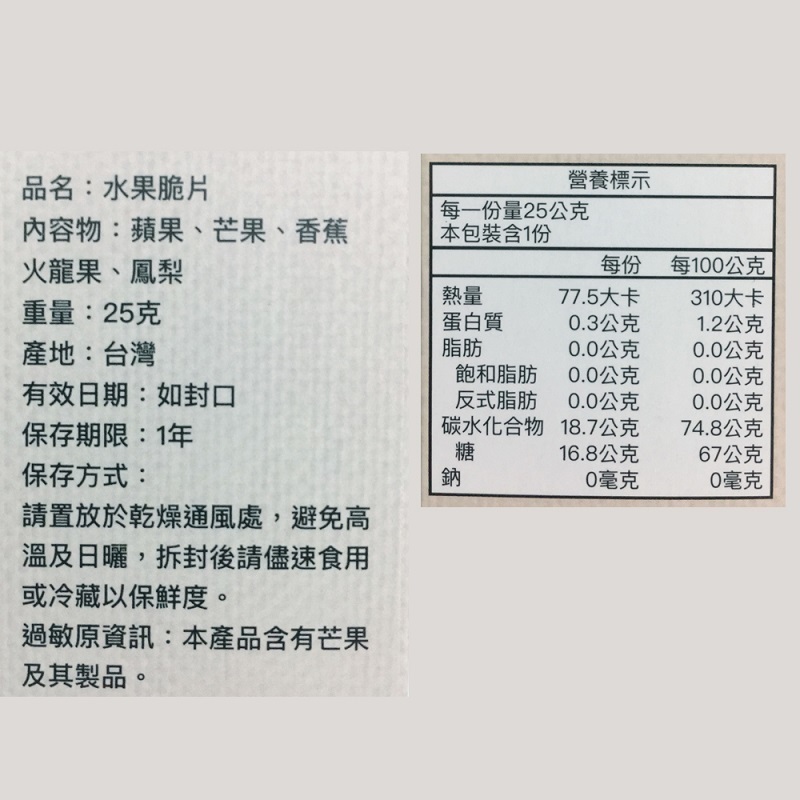 品名：水果脆片
內容物：蘋果、芒果、香蕉
火龍果、鳳梨
重量：25克
產地：台灣
有效日期：如封口
保存期限：1年
保存方式：
請置放於乾燥通風處，避免高
溫及日曬，拆封後請儘速食用
或冷藏以保鮮度。
過敏原資訊：本產品含有芒果
及其製品。
營養標示
每一份量25公克
本包裝含1份
每份 每100公克
熱量 77.5大卡 310大卡
蛋白質 0.3公克 1.2公克
脂肪 0.0公克 0.0公克
飽和脂肪 0.0公克 0.0公克
反式脂肪 0.0公克 0.0公克
碳水化合物 18.7公克 74.8公克
糖 16.8公克 67公克
鈉 0毫克 0毫克